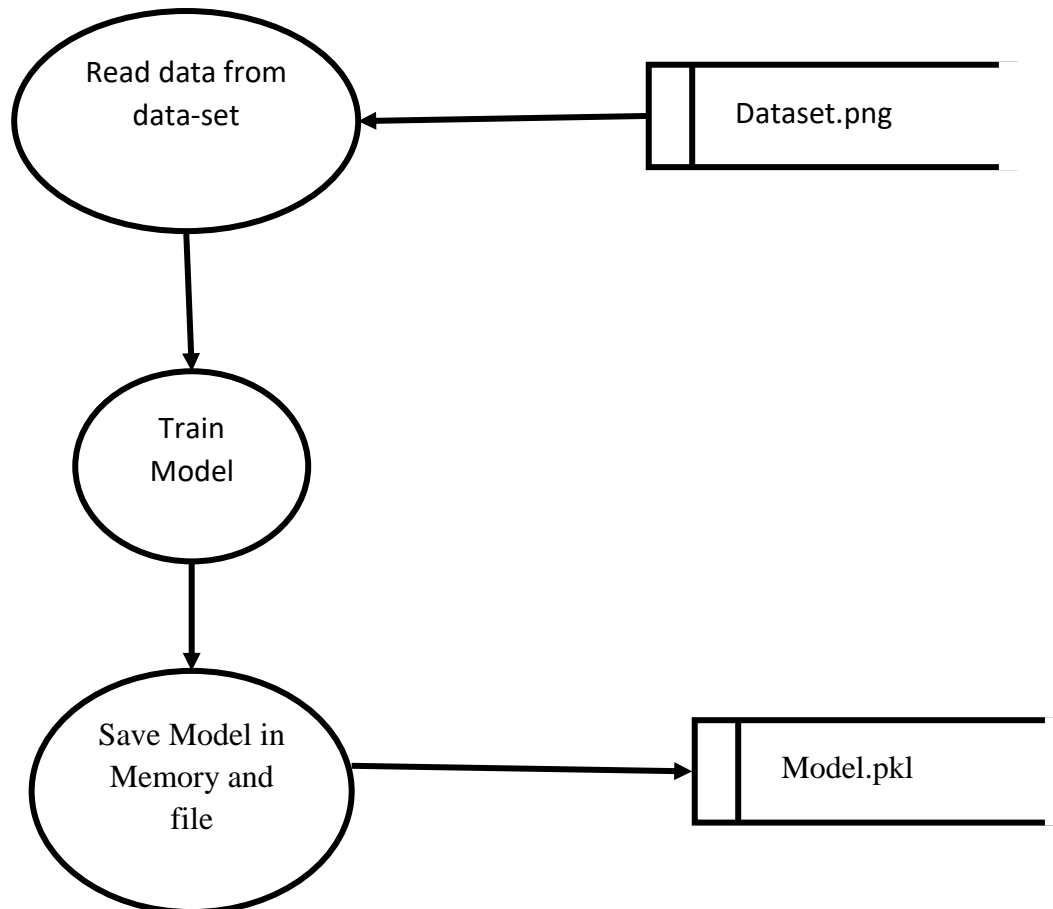 Read data from
data-set
Dataset.png
Train
Model
Save Model in
Memory and
file
Model.pkl